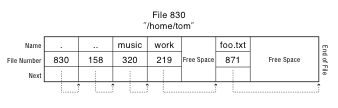 File 830
"/home/tom"
Name . .. music work foo.txt
File Number 830 158 320 219 Free Space 871 Free Space
Next
End of File